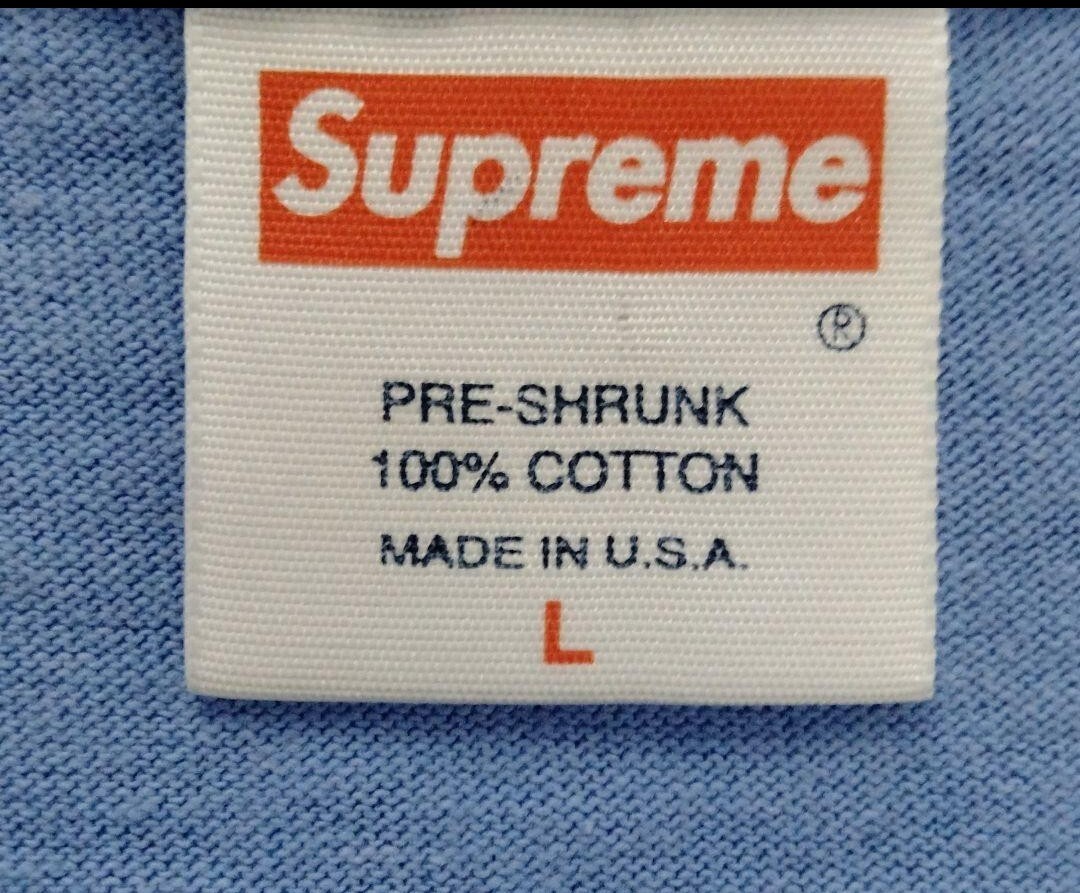 Supreme
®
PRE-SHRUNK
100% COTTON
MADE IN U.S.A.
L